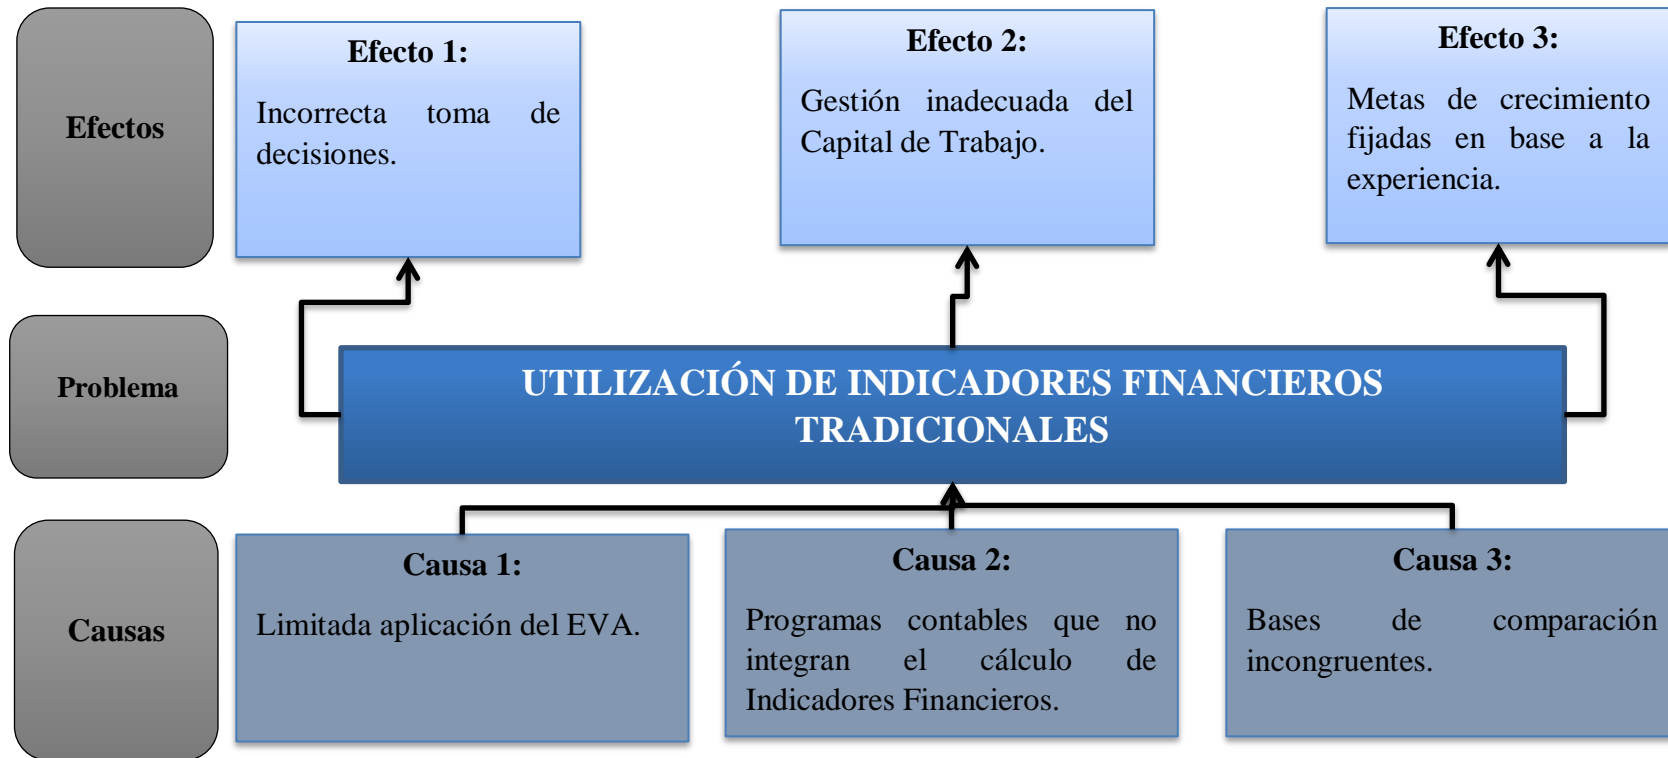 Efectos
Efecto 1:
Incorrecta toma de
decisiones.
Efecto 2:
Gestión inadecuada del
Capital de Trabajo.
Efecto 3:
Metas de crecimiento
fijadas en base a la
experiencia.
Problema
UTILIZACIÓN DE INDICADORES FINANCIEROS
TRADICIONALES
Causas
Causa 1:
Limitada aplicación del EVA.
Causa 2:
Programas contables que no
integran el cálculo de
Indicadores Financieros.
Causa 3:
Bases de comparación
incongruentes.